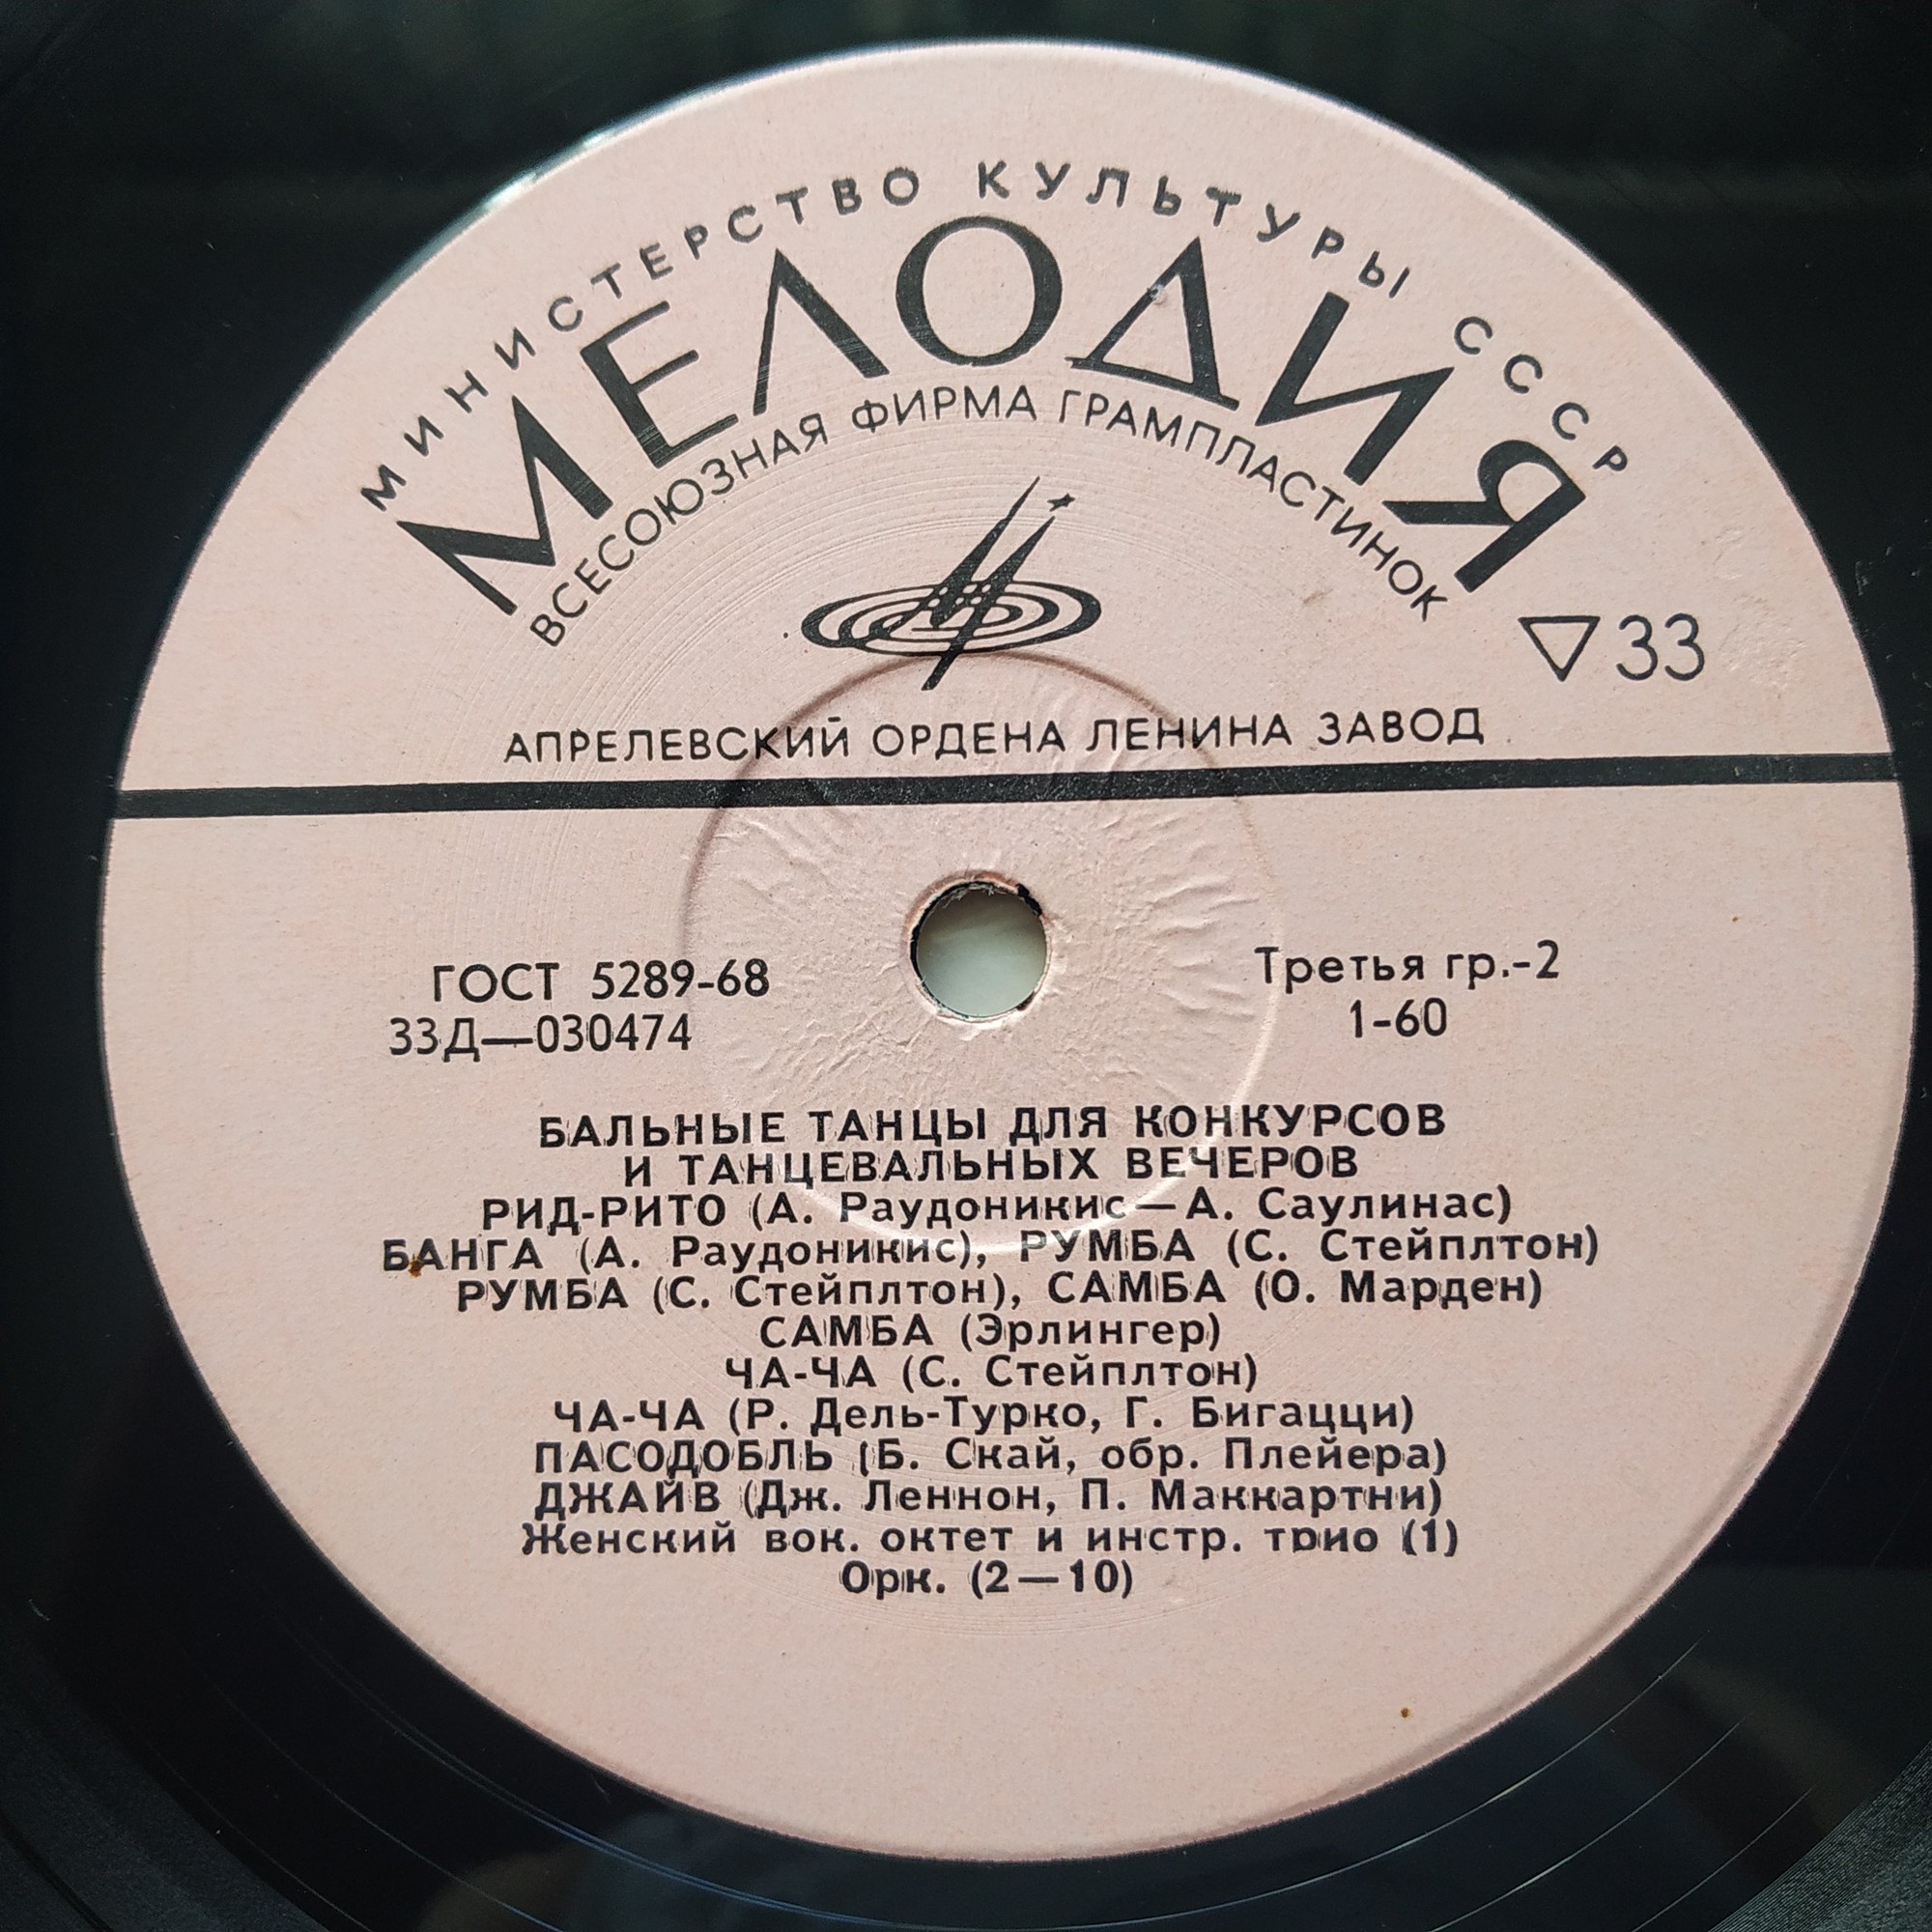 МИНИСТЕРСТВО КУЛЬТУРЫ СССР
МЕЛОДИЯ
ВСЕСОЮЗНАЯ ФИРМА ГРАМПЛАСТИНОК
▽33
АПРЕЛЕВСКИЙ ОРДЕНА ЛЕНИНА ЗАВОД
ГОСТ 5289-68
33Д—030474
Третья гр.-2
1-60
БАЛЬНЫЕ ТАНЦЫ ДЛЯ КОНКУРСОВ
И ТАНЦЕВАЛЬНЫХ ВЕЧЕРОВ
РИД-РИТО (А. Раудоникис—А. Саулинас)
БАНГА (А. Раудоникис), РУМБА (С. Стейплтон)
РУМБА (С. Стейплтон), САМБА (О. Марден)
САМБА (Эрлингер)
ЧА-ЧА (С. Стейплтон)
ЧА-ЧА (Р. Дель-Турко, Г. Бигацци)
ПАСОДОБЛЬ (Б. Скай, обр. Плейера)
ДЖАЙВ (Дж. Леннон, П. Маккартни)
Женский вок. октет и инстр. трио (1)
Орк. (2—10)